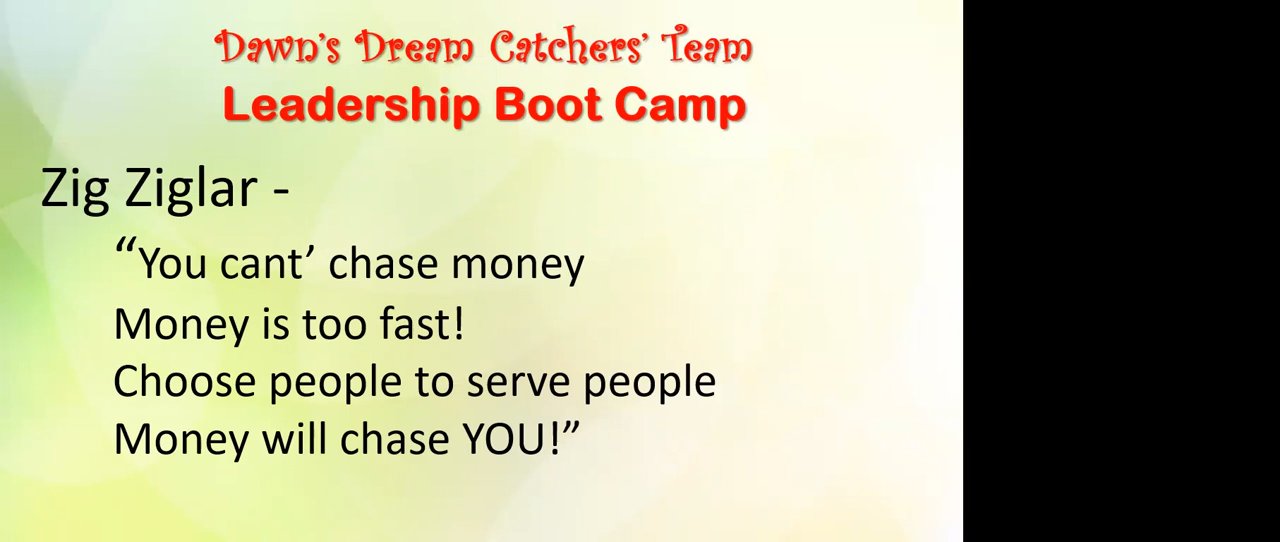 Dawn's Dream Catchers' Team
Leadership Boot Camp
Zig Ziglar -
“You cant’ chase money
Money is too fast!
Choose people to serve people
Money will chase YOU!”